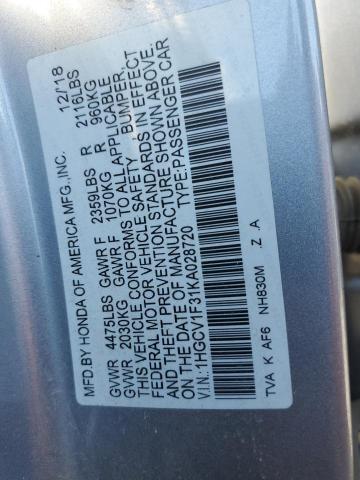 MFD.BY HONDA OF AMERICA MFG.,INC. 12/'18
GVWR 4475LBS GAWR F 2359LBS R 2116LBS
GVWR 2030KG GAWR F 1070KG R 960KG
THIS VEHICLE CONFORMS TO ALL APPLICABLE
FEDERAL MOTOR VEHICLE SAFETY, BUMPER,
AND THEFT PREVENTION STANDARDS IN EFFECT
ON THE DATE OF MANUFACTURE SHOWN ABOVE.
V.I.N.:1HGCV1F31KA028720 TYPE:PASSENGER CAR
TVA K AF6 NH830M Z .A